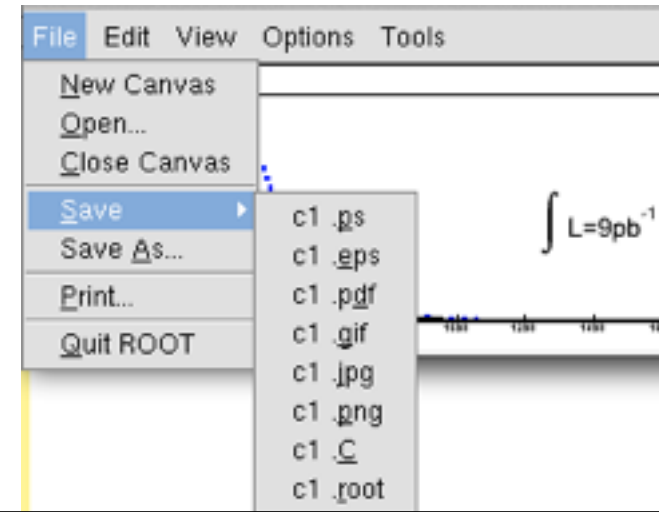 File Edit View Options Tools
New Canvas
Open...
Close Canvas
Save
Save As...
Print...
Quit ROOT
c1 .ps
c1 .eps
c1 .pdf
c1 .gif
c1 .jpg
c1 .png
c1 .C
c1 .root
∫ L=9pb⁻¹